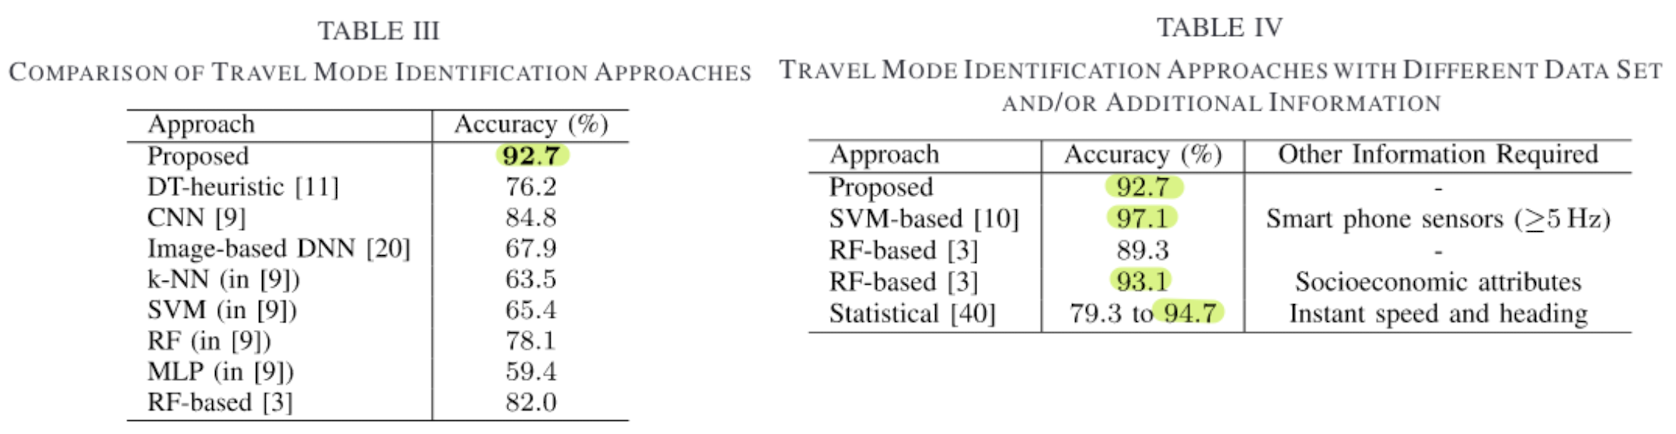 TABLE III
COMPARISON OF TRAVEL MODE IDENTIFICATION APPROACHES
Approach Accuracy (%)
Proposed 92.7
DT-heuristic [11] 76.2
CNN [9] 84.8
Image-based DNN [20] 67.9
k-NN (in [9]) 63.5
SVM (in [9]) 65.4
RF (in [9]) 78.1
MLP (in [9]) 59.4
RF-based [3] 82.0
TABLE IV
TRAVEL MODE IDENTIFICATION APPROACHES WITH DIFFERENT DATA SET
AND/OR ADDITIONAL INFORMATION
Approach Accuracy (%) Other Information Required
Proposed 92.7 -
SVM-based [10] 97.1 Smart phone sensors (≥5 Hz)
RF-based [3] 89.3 -
RF-based [3] 93.1 Socioeconomic attributes
Statistical [40] 79.3 to 94.7 Instant speed and heading